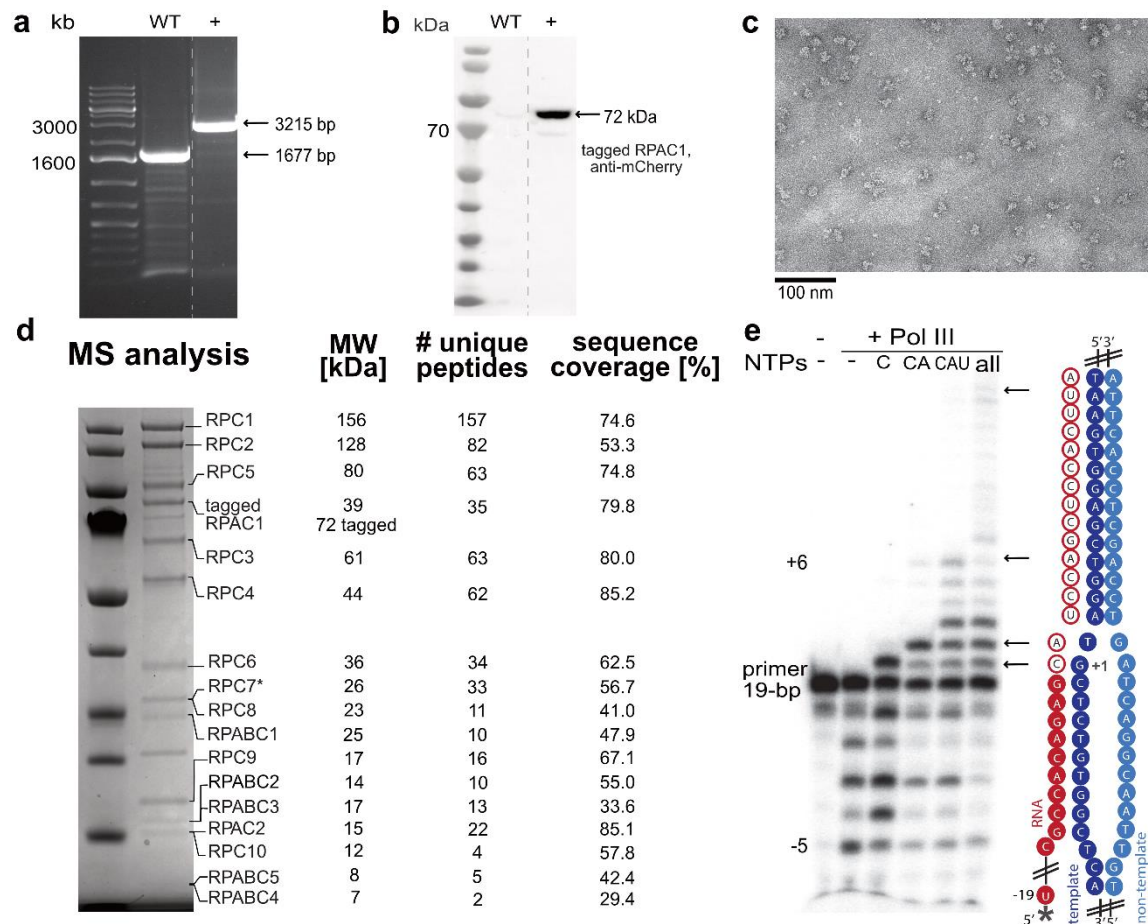 a
kb WT +
3000
1600
3215 bp
1677 bp
b
kDa WT +
70
72 kDa
tagged RPAC1,
anti-mCherry
c
100 nm
d
MS analysis
MW [kDa]
# unique peptides
sequence coverage [%]
RPC1 156 157 74.6
RPC2 128 82 53.3
RPC5 80 63 74.8
tagged RPAC1 39 35 79.8
72 tagged
RPC3 61 63 80.0
RPC4 44 62 85.2
RPC6 36 34 62.5
RPC7* 26 33 56.7
RPC8 23 11 41.0
RPABC1 25 10 47.9
RPC9 17 16 67.1
RPABC2 14 10 55.0
RPABC3 17 13 33.6
RPAC2 15 22 85.1
RPC10 12 4 57.8
RPABC5 8 5 42.4
RPABC4 7 2 29.4
e
- + Pol III
NTPs - - C CA CAU all
+6
primer
19-bp
-5
5'3'
A T A
U A T
U A T
C G C
A T A
C G C
C G C
U A T
C G C
G C G
A T A
C G C
C G C
U A T
A T G
C G +1
G A G A C A C C G C
-19 U
5' *
RNA
C T C T G T G G C T C A
3'5'
template
non-template